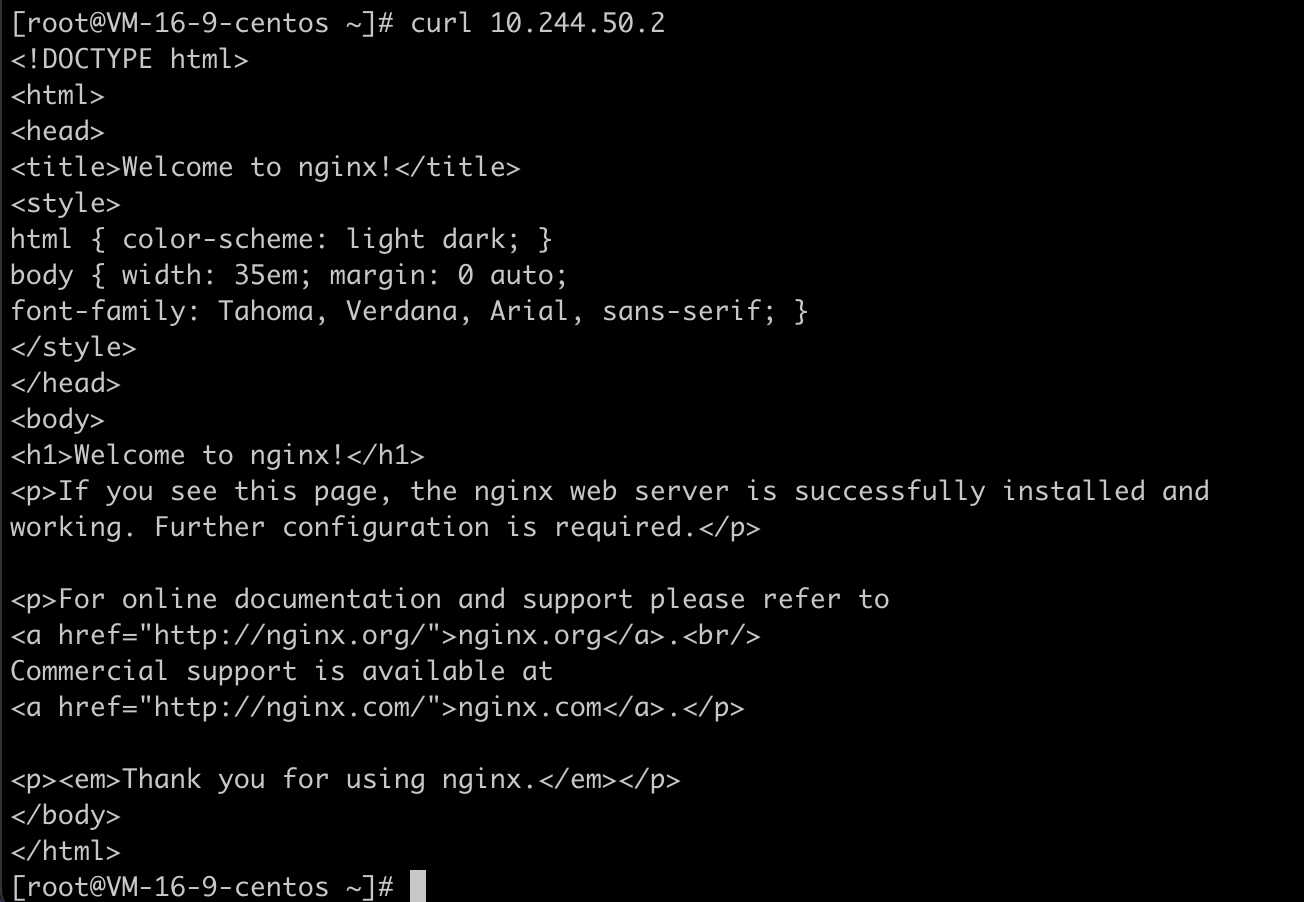 [root@VM-16-9-centos ~]# curl 10.244.50.2
<!DOCTYPE html>
<html>
<head>
<title>Welcome to nginx!</title>
<style>
html { color-scheme: light dark; }
body { width: 35em; margin: 0 auto;
font-family: Tahoma, Verdana, Arial, sans-serif; }
</style>
</head>
<body>
<h1>Welcome to nginx!</h1>
<p>If you see this page, the nginx web server is successfully installed and
working. Further configuration is required.</p>

<p>For online documentation and support please refer to
<a href="http://nginx.org/">nginx.org</a>.<br/>
Commercial support is available at
<a href="http://nginx.com/">nginx.com</a>.</p>

<p><em>Thank you for using nginx.</em></p>
</body>
</html>
[root@VM-16-9-centos ~]#